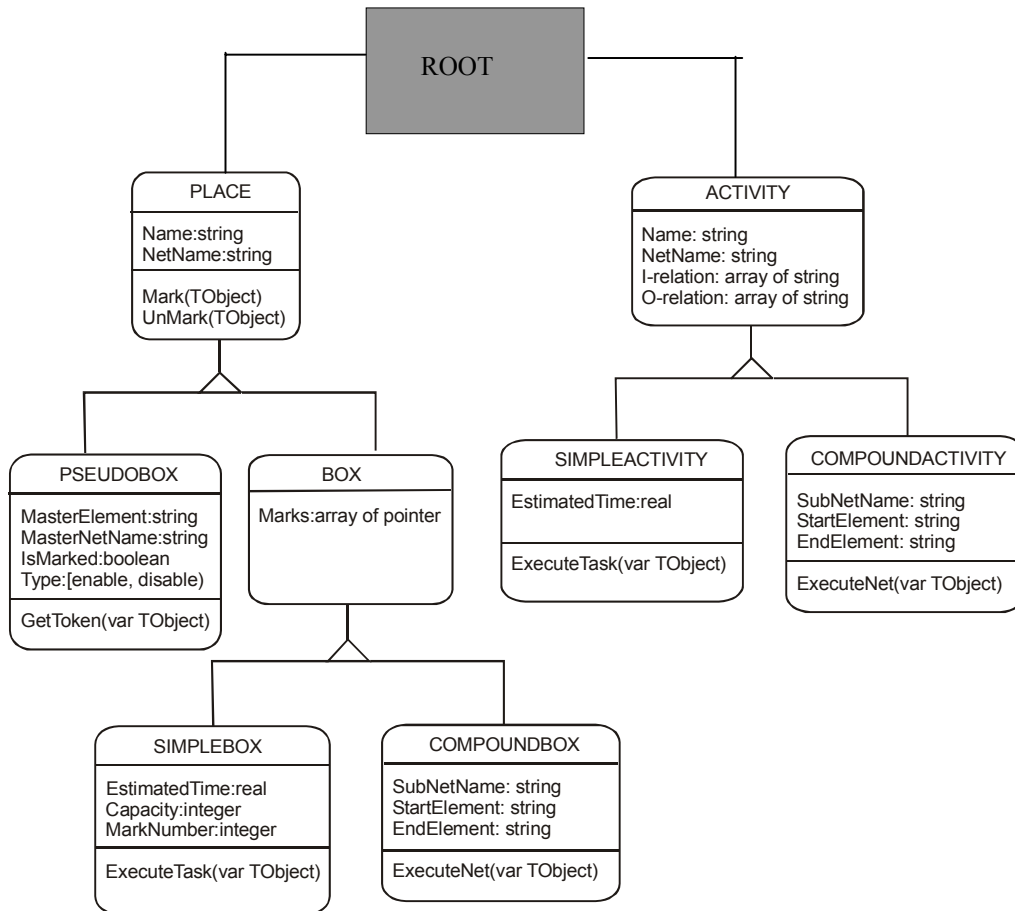 ROOT
PLACE
Name:string
NetName:string
Mark(TObject)
UnMark(TObject)
ACTIVITY
Name: string
NetName: string
I-relation: array of string
O-relation: array of string
PSEUDOBOX
MasterElement:string
MasterNetName:string
IsMarked:boolean
Type:[enable, disable)
GetToken(var TObject)
BOX
Marks:array of pointer
SIMPLEACTIVITY
EstimatedTime:real
ExecuteTask(var TObject)
COMPOUNDACTIVITY
SubNetName: string
StartElement: string
EndElement: string
ExecuteNet(var TObject)
SIMPLEBOX
EstimatedTime:real
Capacity:integer
MarkNumber:integer
ExecuteTask(var TObject)
COMPOUNDBOX
SubNetName: string
StartElement: string
EndElement: string
ExecuteNet(var TObject)